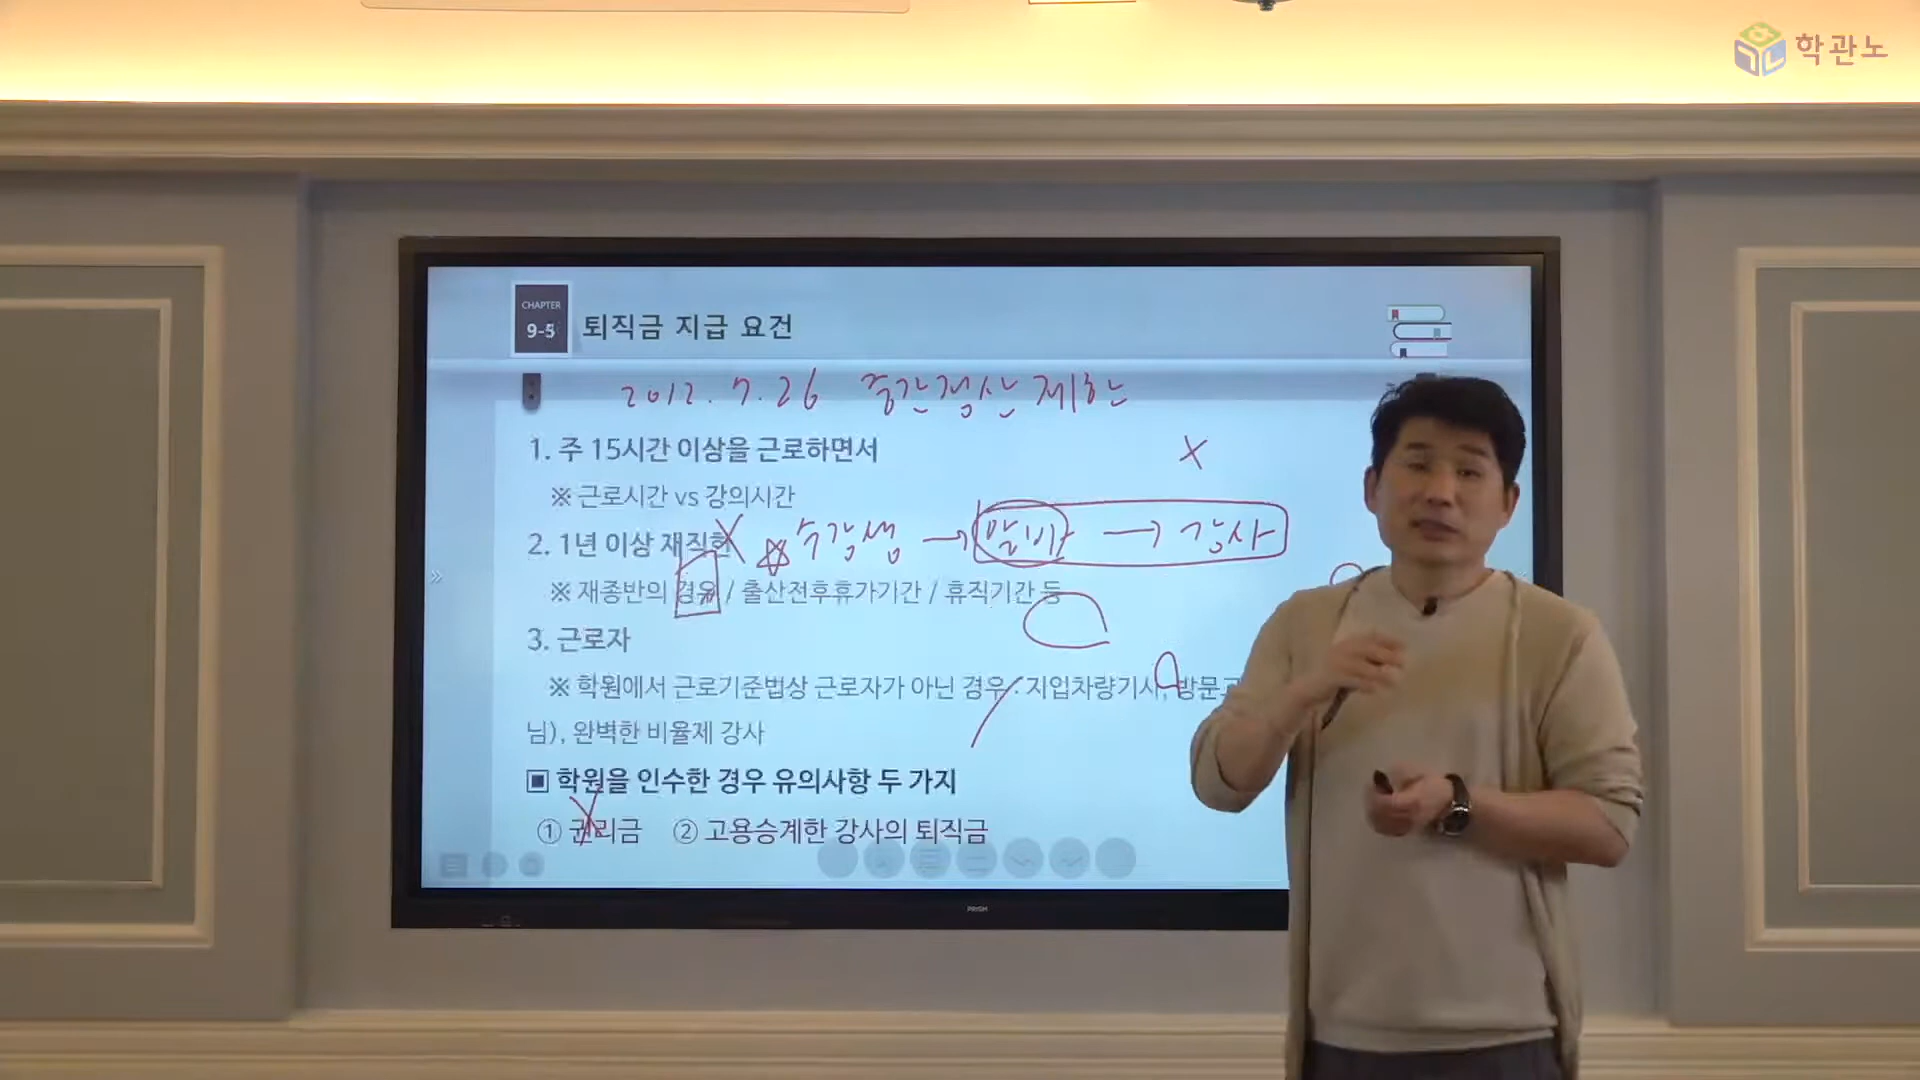 학관노
CHAPTER
9-5
퇴직금 지급 요건
2012. 7. 26 중간정산 제한
1. 주 15시간 이상을 근로하면서
※ 근로시간 vs 강의시간
2. 1년 이상 재직한
수강생 → 알바 → 강사
※ 재종반의 경우 / 출산전후휴가기간 / 휴직기간 등
3. 근로자
※ 학원에서 근로기준법상 근로자가 아닌 경우 : 지입차량기사, 방문교
님), 완벽한 비율제 강사
▣ 학원을 인수한 경우 유의사항 두 가지
① 권리금 ② 고용승계한 강사의 퇴직금
PRISM